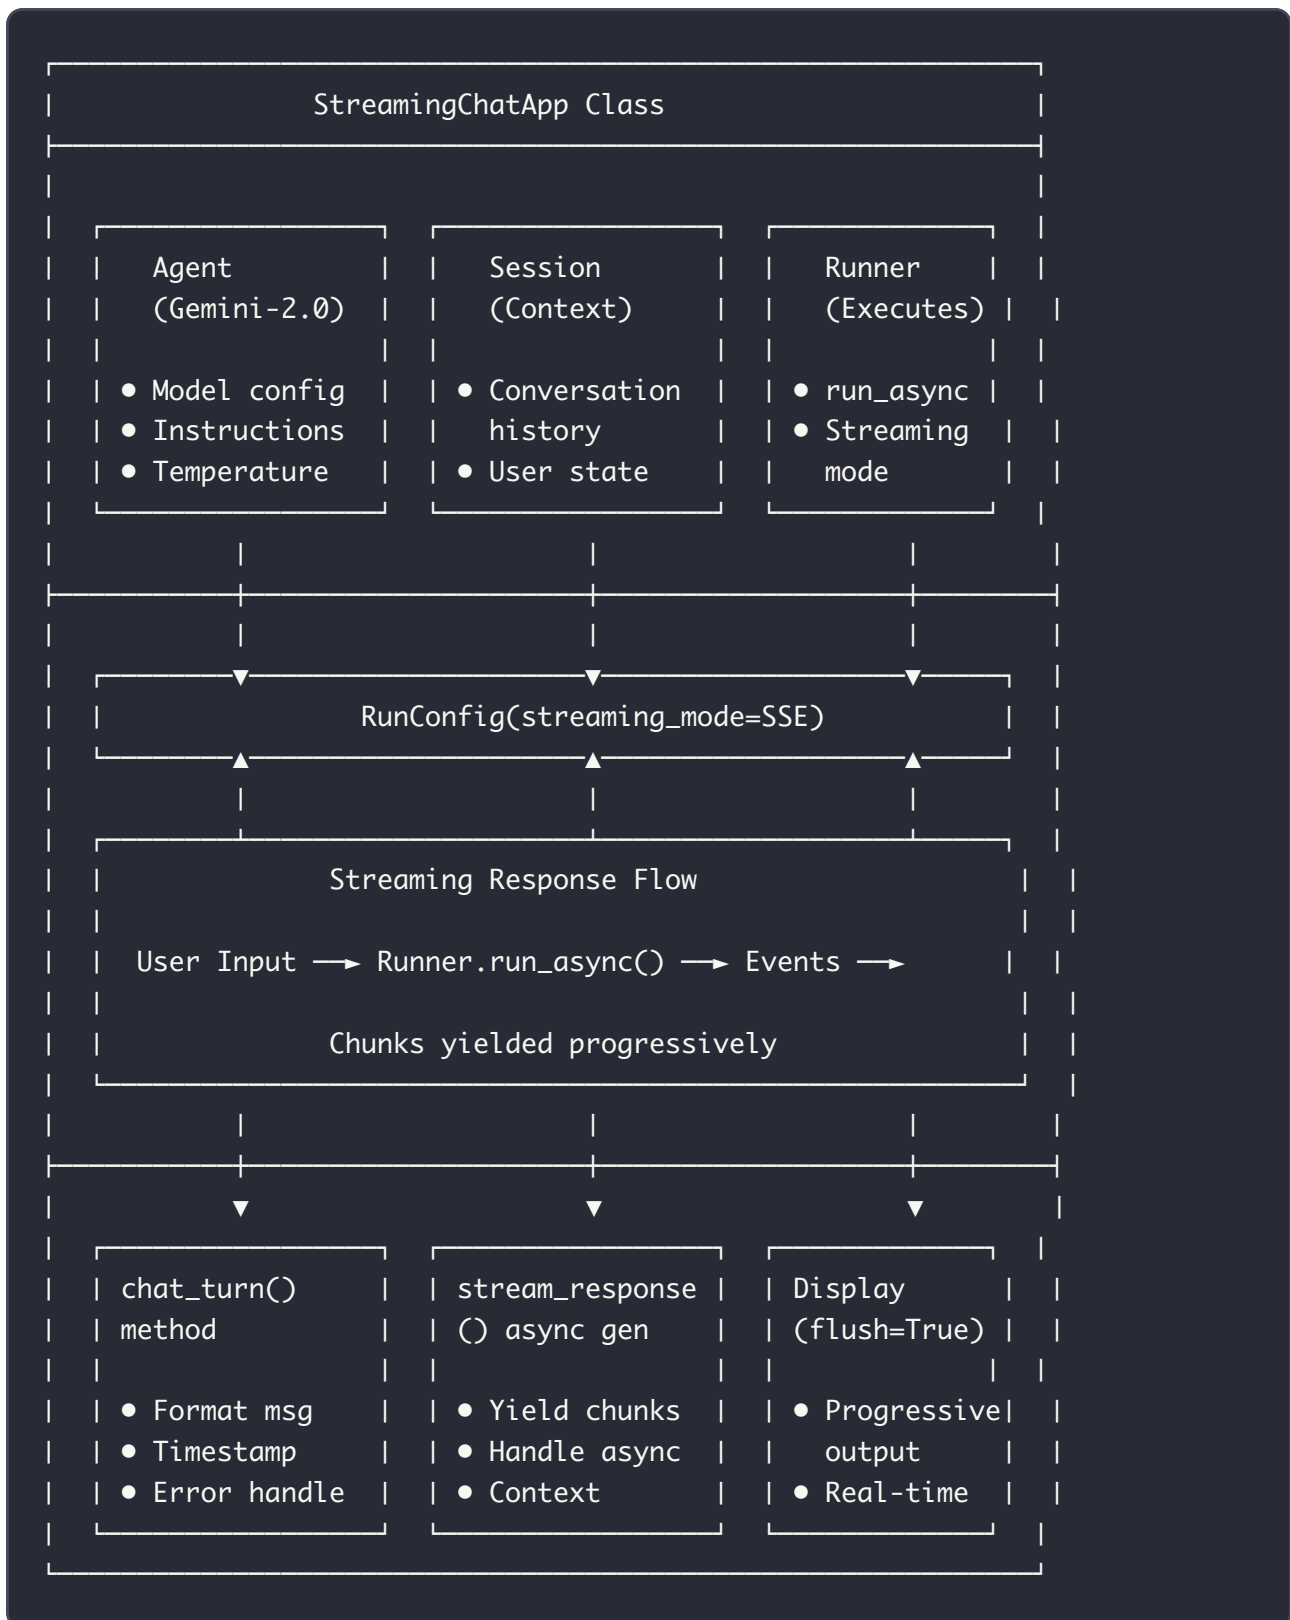 StreamingChatApp Class
Agent Session Runner
(Gemini-2.0) (Context) (Executes)
● Model config ● Conversation ● run_async
● Instructions history ● Streaming
● Temperature ● User state mode
RunConfig(streaming_mode=SSE)
Streaming Response Flow
User Input ──► Runner.run_async() ──► Events ──►
Chunks yielded progressively
chat_turn() stream_response Display
method () async gen (flush=True)
● Format msg ● Yield chunks ● Progressive
● Timestamp ● Handle async output
● Error handle ● Context ● Real-time